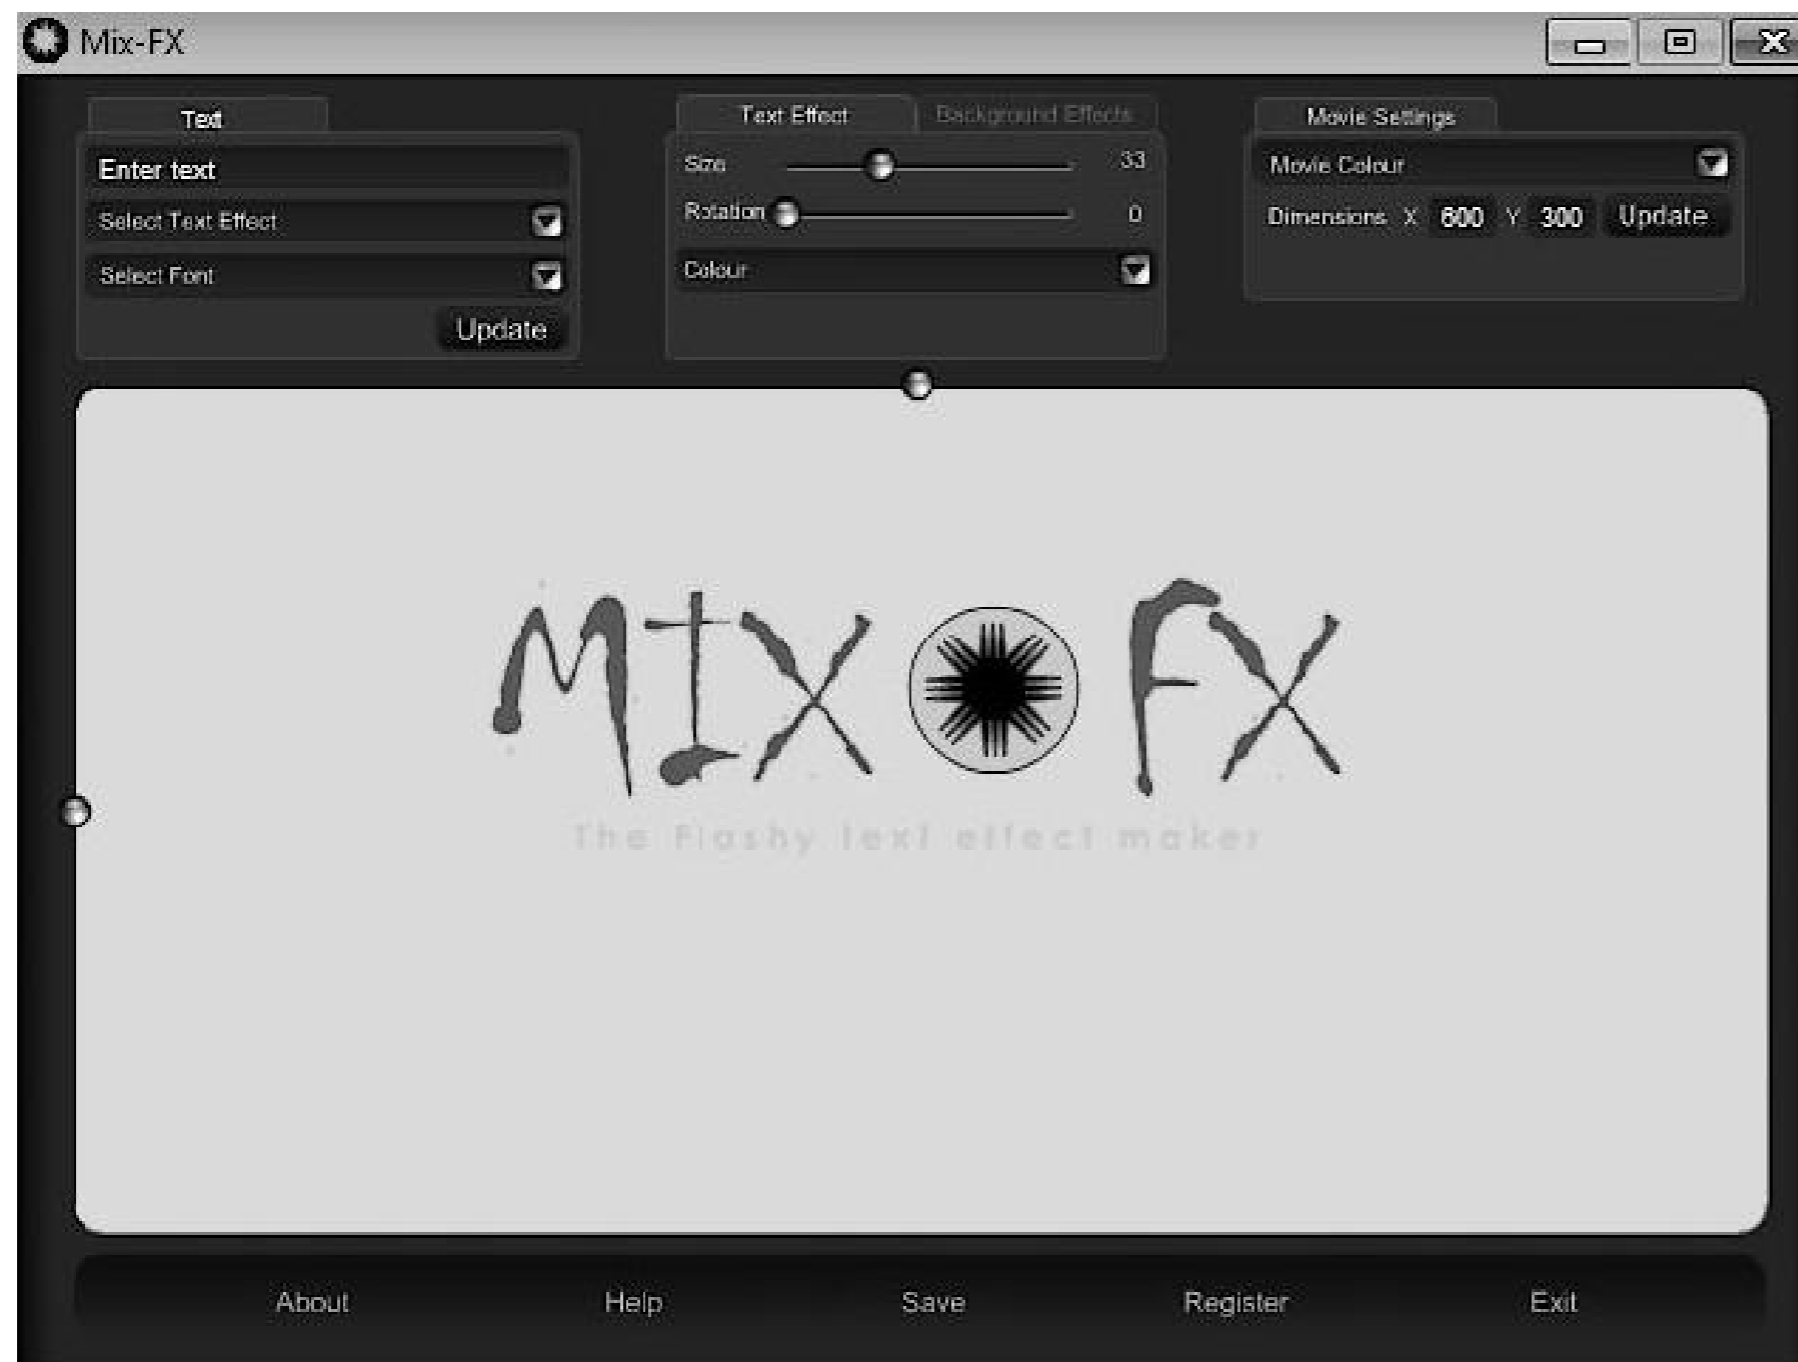 Mix-FX
Text
Enter text
Select Text Effect
Select Font
Update
Text Effect Background Effects
Size 33
Rotation 0
Colour
Movie Settings
Movie Colour
Dimensions X 600 Y 300 Update
MIX FX
The Flashy text effect maker
About Help Save Register Exit